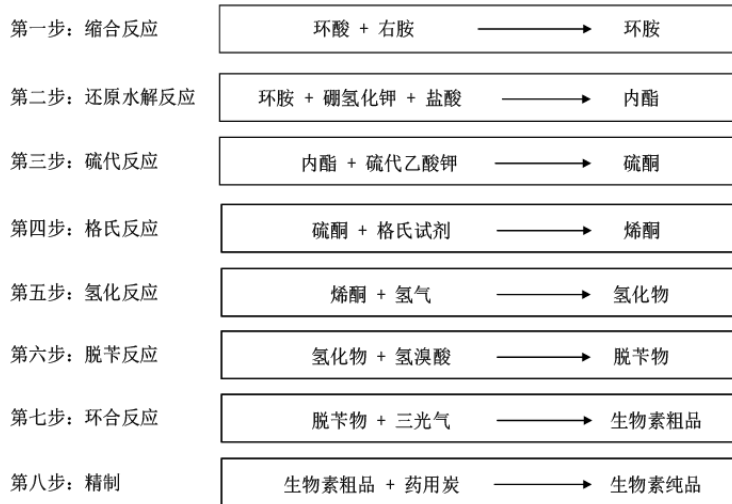 第一步：缩合反应 环酸 + 右胺 → 环胺
第二步：还原水解反应 环胺 + 硼氢化钾 + 盐酸 → 内酯
第三步：硫代反应 内酯 + 硫代乙酸钾 → 硫酮
第四步：格氏反应 硫酮 + 格氏试剂 → 烯酮
第五步：氢化反应 烯酮 + 氢气 → 氢化物
第六步：脱苄反应 氢化物 + 氢溴酸 → 脱苄物
第七步：环合反应 脱苄物 + 三光气 → 生物素粗品
第八步：精制 生物素粗品 + 药用炭 → 生物素纯品